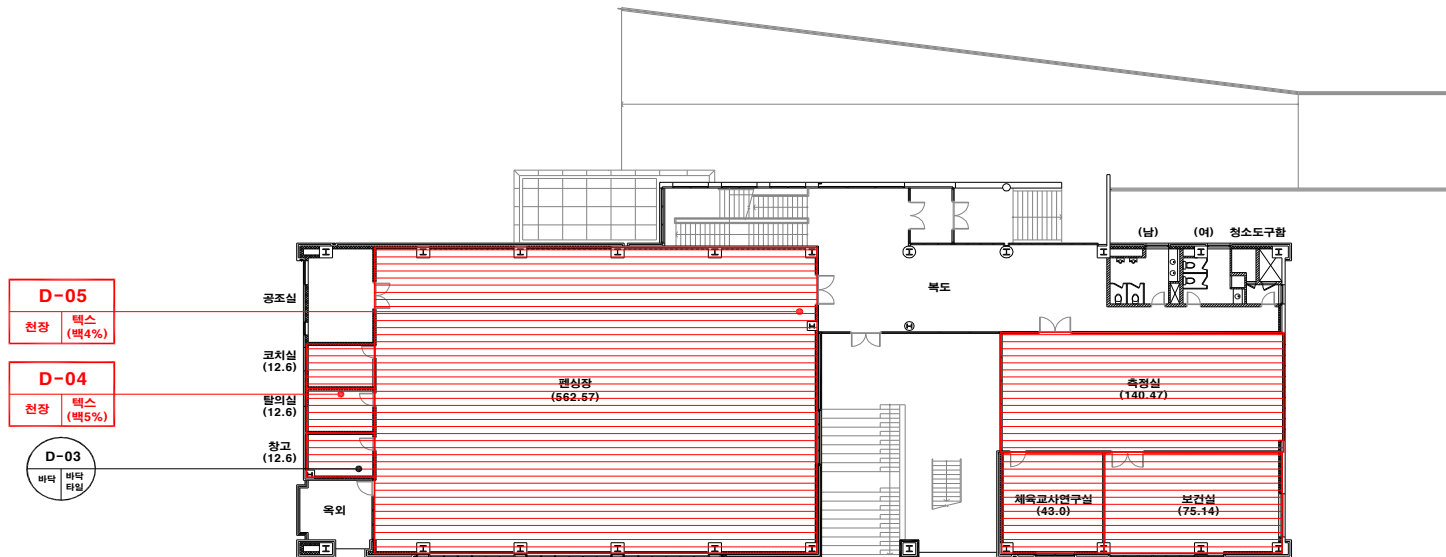 (남)
(여)
청소도구함
D-05
천장
텍스
(백4%)
공조실
복도
코치실
(12.6)
D-04
천장
텍스
(백5%)
탈의실
(12.6)
펜싱장
(562.57)
측정실
(140.47)
창고
(12.6)
D-03
바닥
바닥
타일
옥외
체육교사연구실
(43.0)
보건실
(75.14)